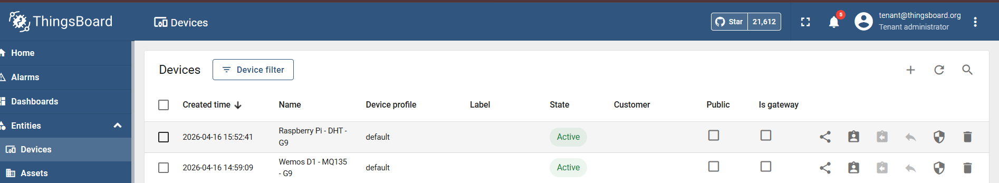 ThingsBoard
Devices
Star 21,612
5
tenant@thingsboard.org
Tenant administrator
Home
Alarms
Dashboards
Entities
Devices
Assets
Devices
Device filter
Created time Name Device profile Label State Customer Public Is gateway
2026-04-16 15:52:41 Raspberry Pi - DHT - default Active
G9
2026-04-16 14:59:09 Wemos D1 - MQ135 default Active
- G9